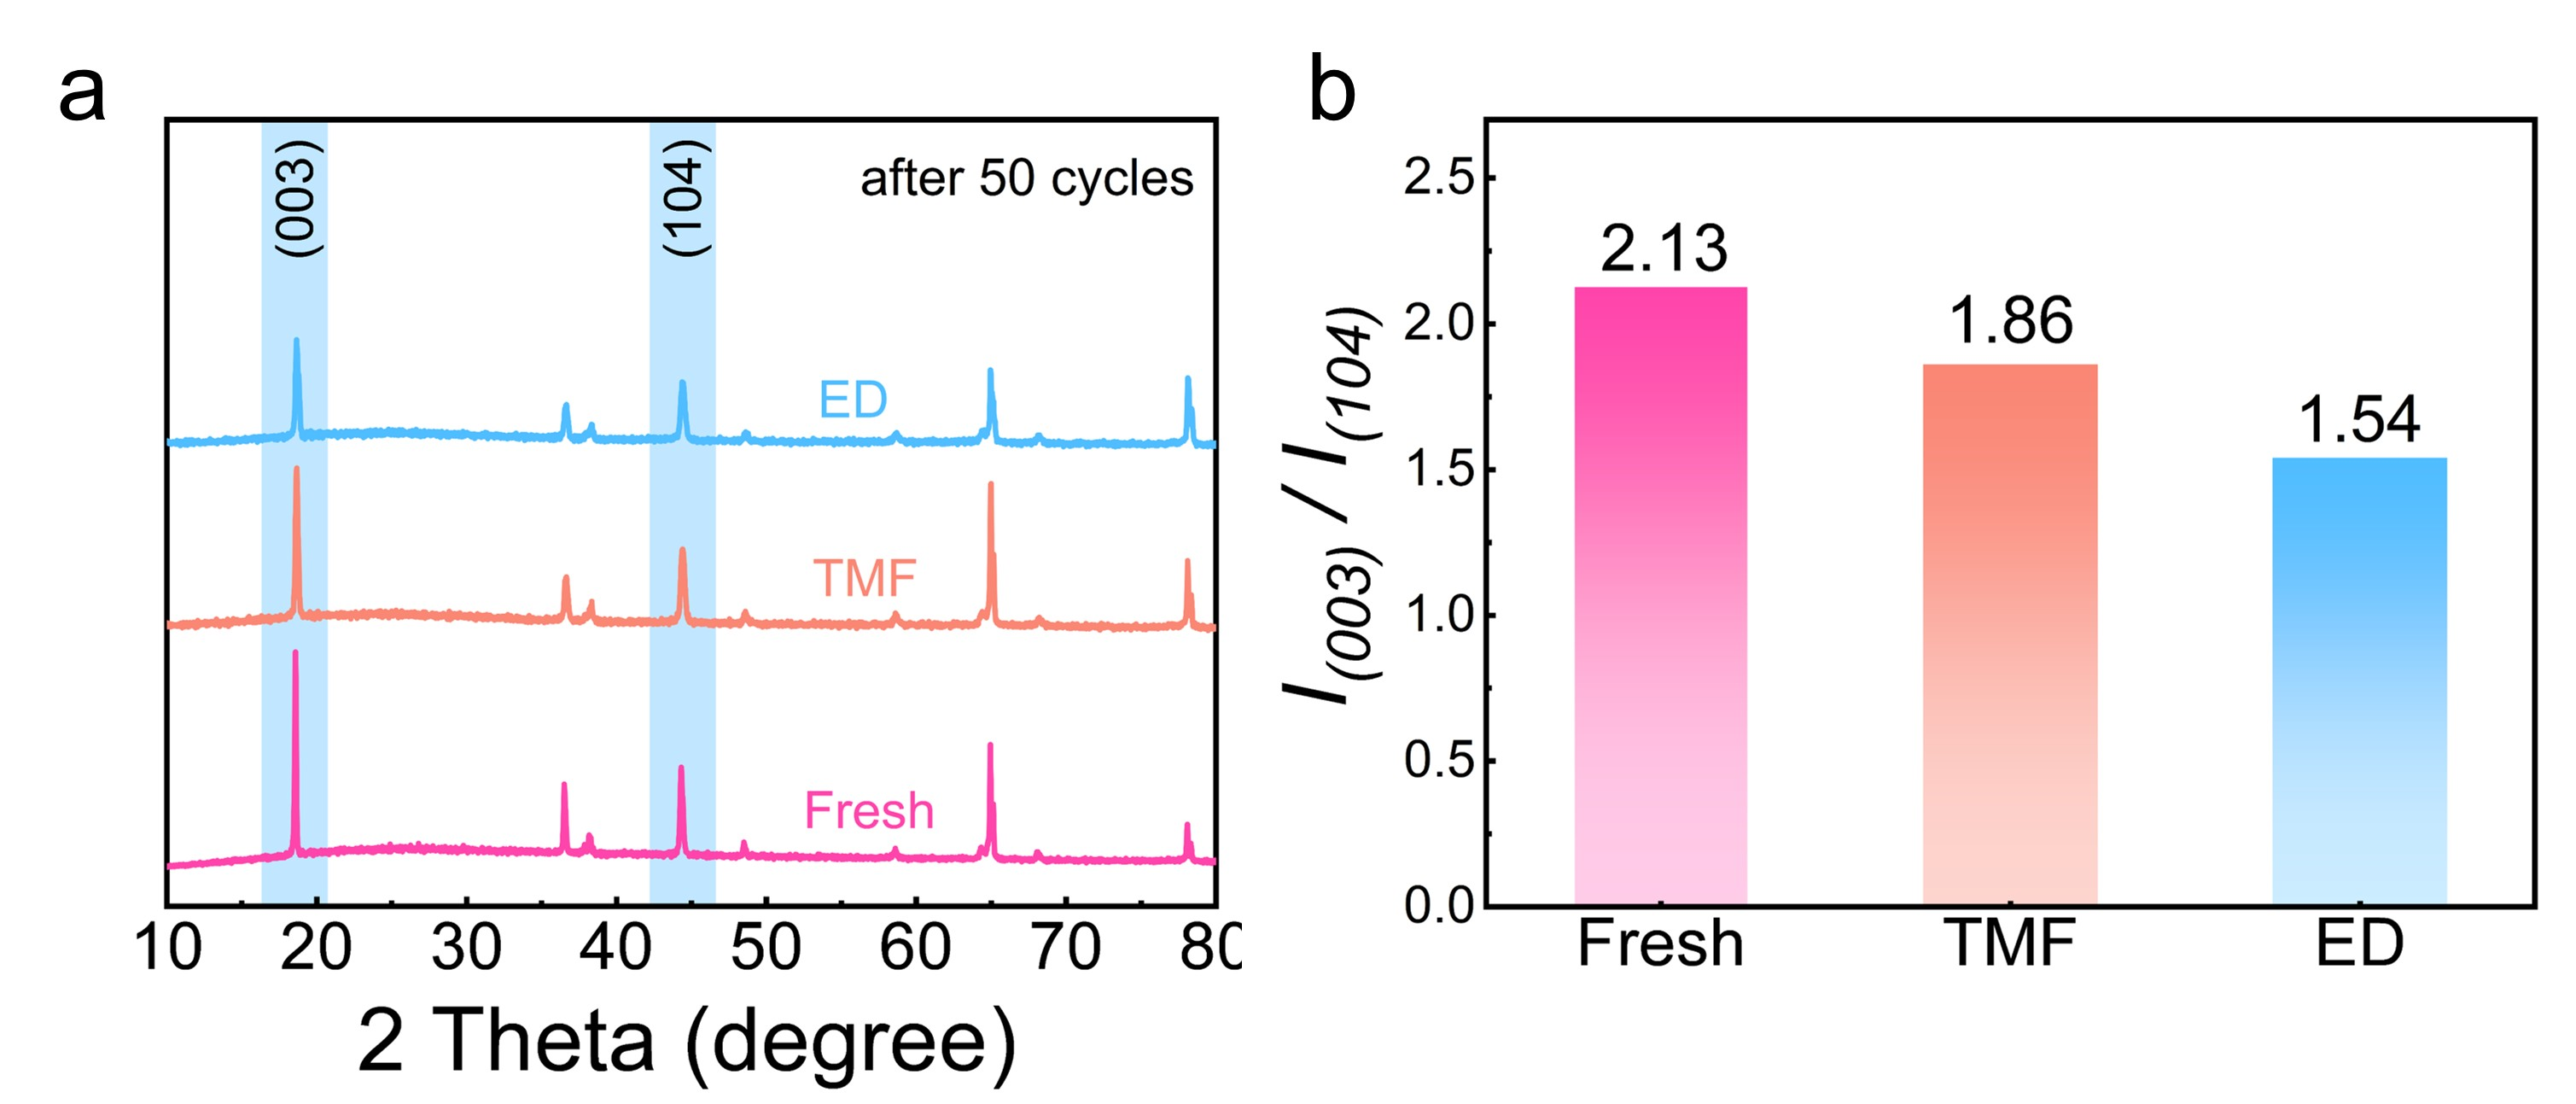 a
(003)
(104)
after 50 cycles
ED
TMF
Fresh
10 20 30 40 50 60 70 80
2 Theta (degree)
b
I(003) / I(104)
2.5
2.0
1.5
1.0
0.5
0.0
2.13
1.86
1.54
Fresh TMF ED